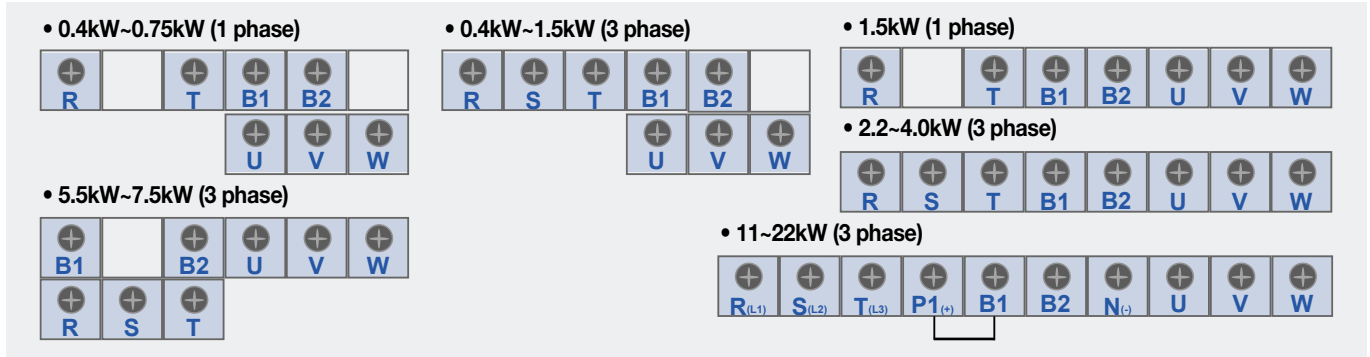 • 0.4kW~0.75kW (1 phase)
R T B1 B2
U V W
• 0.4kW~1.5kW (3 phase)
R S T B1 B2
U V W
• 1.5kW (1 phase)
R T B1 B2 U V W
• 2.2~4.0kW (3 phase)
R S T B1 B2 U V W
• 5.5kW~7.5kW (3 phase)
B1 B2 U V W
R S T
• 11~22kW (3 phase)
R(L1) S(L2) T(L3) P1(+) B1 B2 N(-) U V W